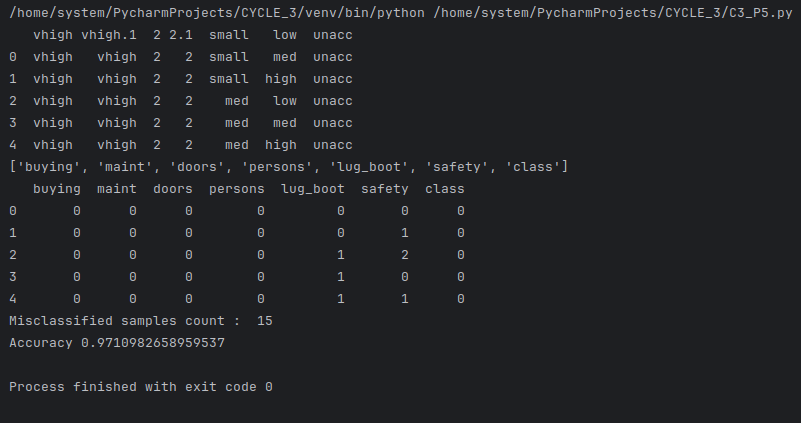 /home/system/PycharmProjects/CYCLE_3/venv/bin/python /home/system/PycharmProjects/CYCLE_3/C3_P5.py
   vhigh vhigh.1  2 2.1  small   low  unacc
0  vhigh   vhigh  2   2  small   med  unacc
1  vhigh   vhigh  2   2  small  high  unacc
2  vhigh   vhigh  2   2    med   low  unacc
3  vhigh   vhigh  2   2    med   med  unacc
4  vhigh   vhigh  2   2    med  high  unacc
['buying', 'maint', 'doors', 'persons', 'lug_boot', 'safety', 'class']
   buying  maint  doors  persons  lug_boot  safety  class
0       0      0      0        0         0       0      0
1       0      0      0        0         0       1      0
2       0      0      0        0         1       2      0
3       0      0      0        0         1       0      0
4       0      0      0        0         1       1      0
Misclassified samples count :  15
Accuracy 0.9710982658959537
Process finished with exit code 0